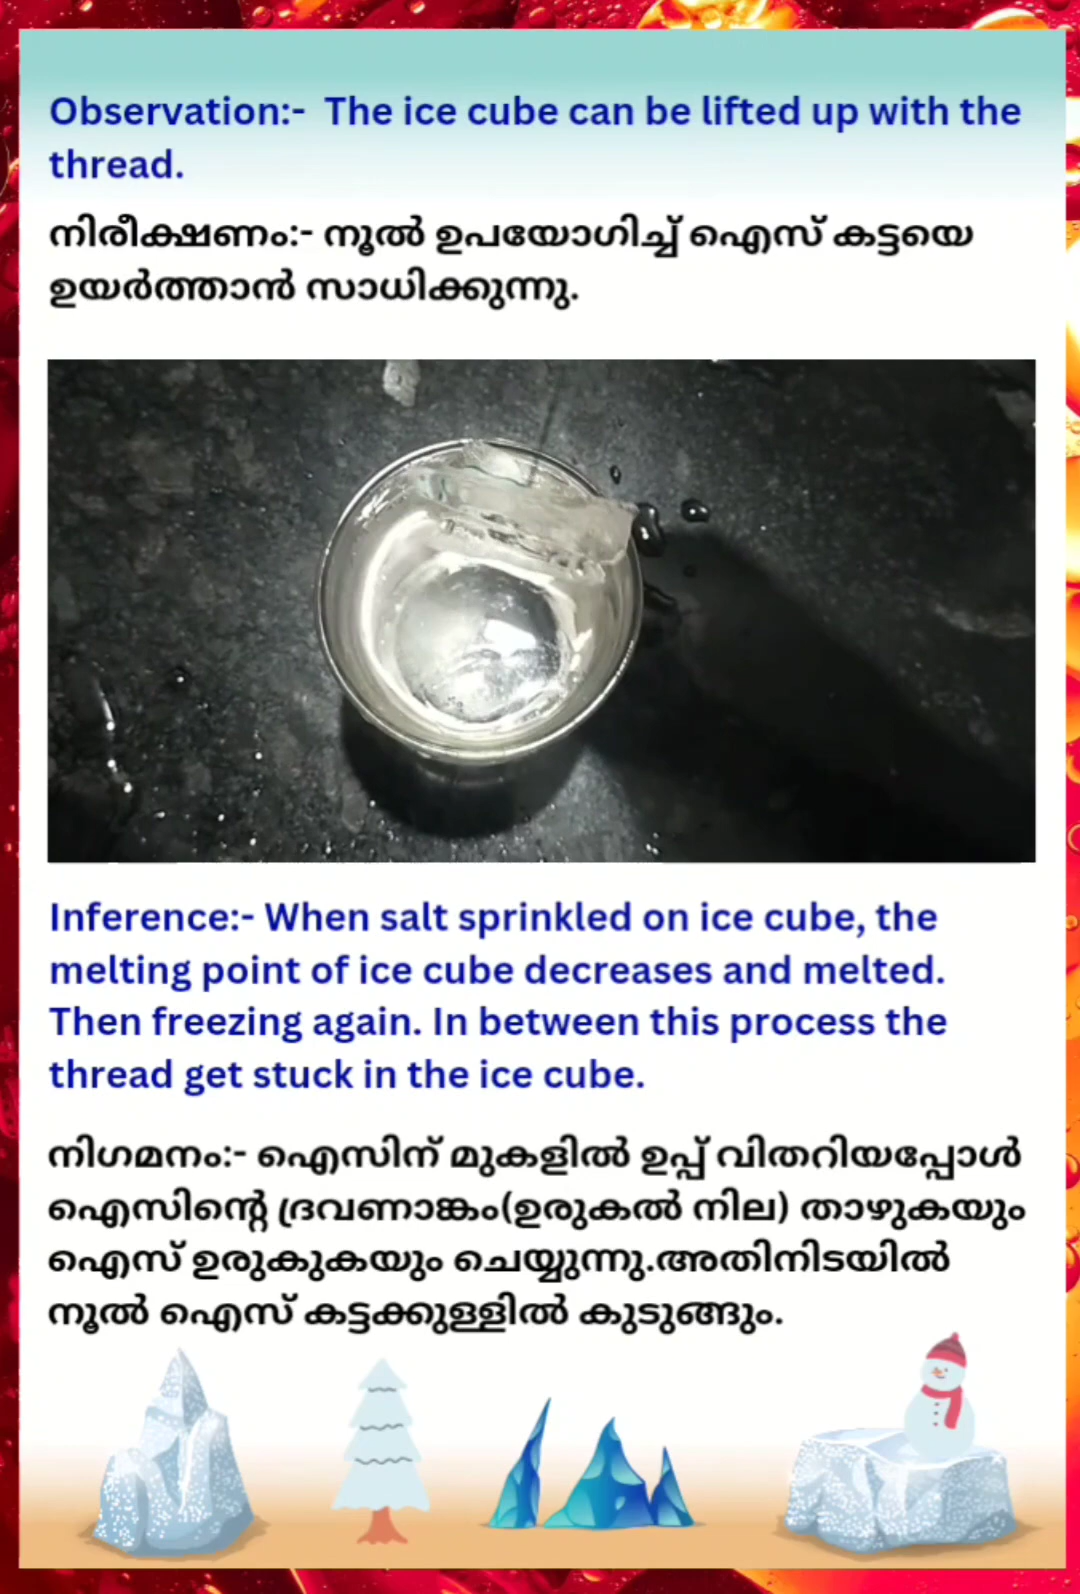 Observation:- The ice cube can be lifted up with the
thread.
നിരീക്ഷണം:- നൂൽ ഉപയോഗിച്ച് ഐസ് കട്ടയെ
ഉയർത്താൻ സാധിക്കുന്നു.
Inference:- When salt sprinkled on ice cube, the
melting point of ice cube decreases and melted.
Then freezing again. In between this process the
thread get stuck in the ice cube.
നിഗമനം:- ഐസിന് മുകളിൽ ഉപ്പ് വിതറിയപ്പോൾ
ഐസിന്റെ ദ്രവണാങ്കം(ഉരുകൽ നില) താഴുകയും
ഐസ് ഉരുകുകയും ചെയ്യുന്നു.അതിനിടയിൽ
നൂൽ ഐസ് കട്ടക്കുള്ളിൽ കുടുങ്ങും.